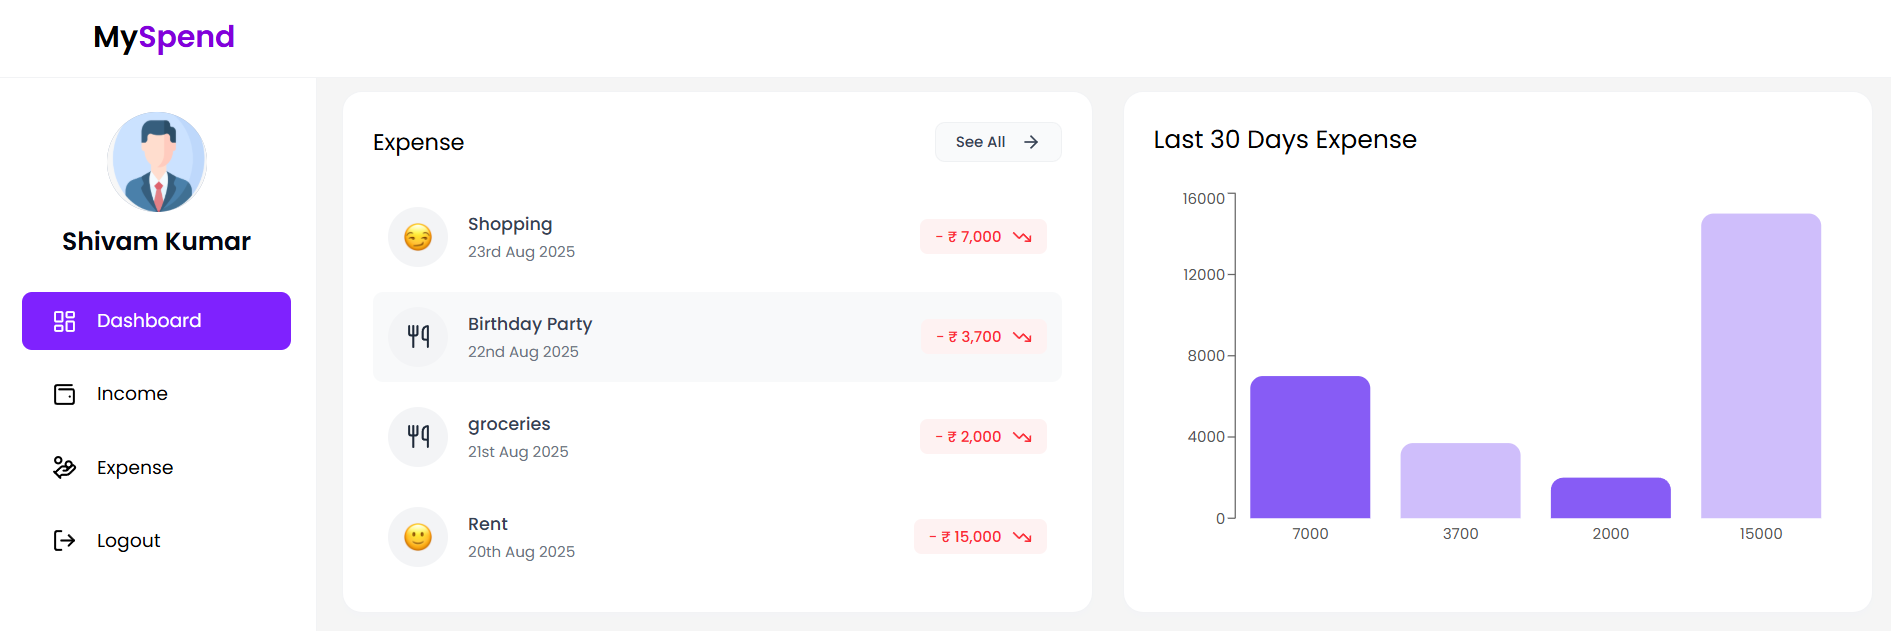 MySpend
Shivam Kumar
Dashboard
Income
Expense
Logout
Expense
See All
Shopping
23rd Aug 2025
- ₹ 7,000
Birthday Party
22nd Aug 2025
- ₹ 3,700
groceries
21st Aug 2025
- ₹ 2,000
Rent
20th Aug 2025
- ₹ 15,000
Last 30 Days Expense
16000
12000
8000
4000
0
7000 3700 2000 15000